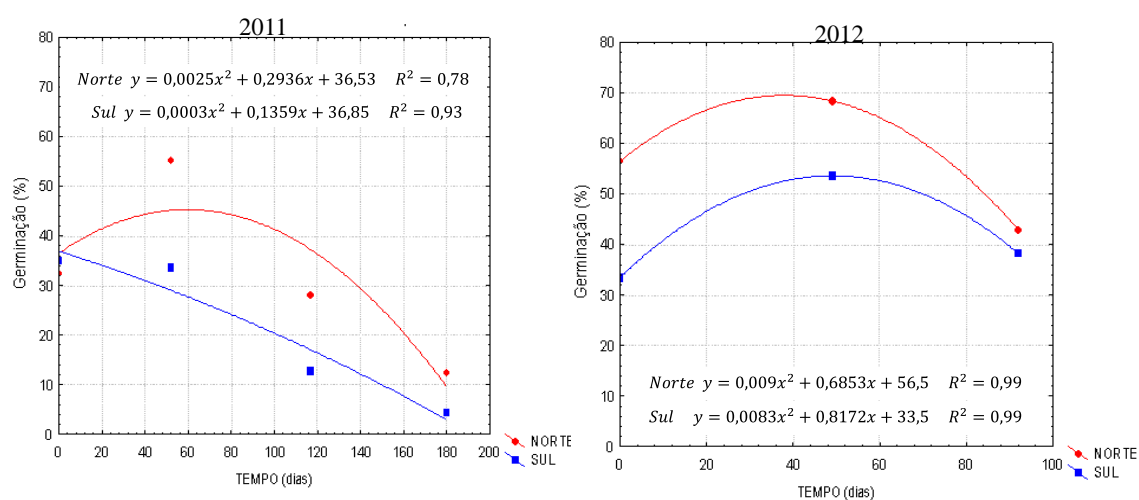 2011
80
70
60
50
40
30
20
10
0
Germinação (%)
Norte y = 0,0025x² + 0,2936x + 36,53 R² = 0,78
Sul y = 0,0003x² + 0,1359x + 36,85 R² = 0,93
0 20 40 60 80 100 120 140 160 180 200
TEMPO (dias)
NORTE
SUL
2012
80
70
60
50
40
30
20
10
0
Germinação (%)
Norte y = 0,009x² + 0,6853x + 56,5 R² = 0,99
Sul y = 0,0083x² + 0,8172x + 33,5 R² = 0,99
0 20 40 60 80 100
TEMPO (dias)
NORTE
SUL